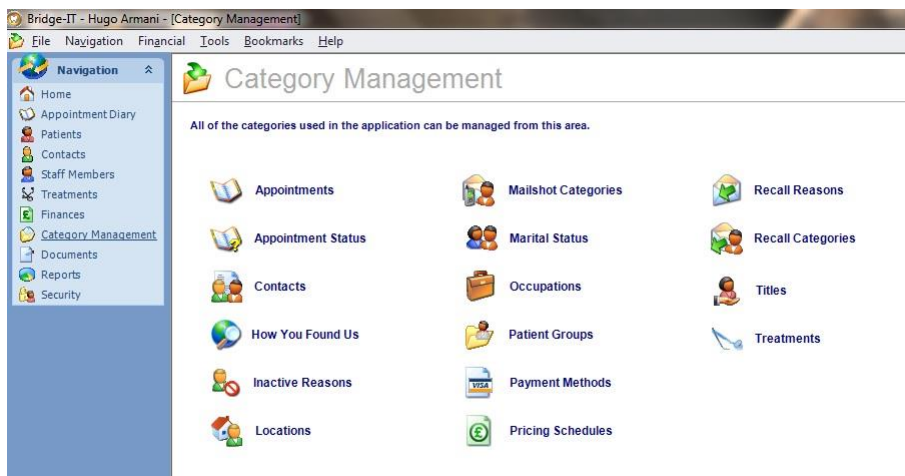 Bridge-IT - Hugo Armani - [Category Management]
File Navigation Financial Tools Bookmarks Help
Navigation
Home
Appointment Diary
Patients
Contacts
Staff Members
Treatments
Finances
Category Management
Documents
Reports
Security
Category Management
All of the categories used in the application can be managed from this area.
Appointments
Mailshot Categories
Recall Reasons
Appointment Status
Marital Status
Recall Categories
Contacts
Occupations
Titles
How You Found Us
Patient Groups
Treatments
Inactive Reasons
VISA
Payment Methods
Locations
Pricing Schedules